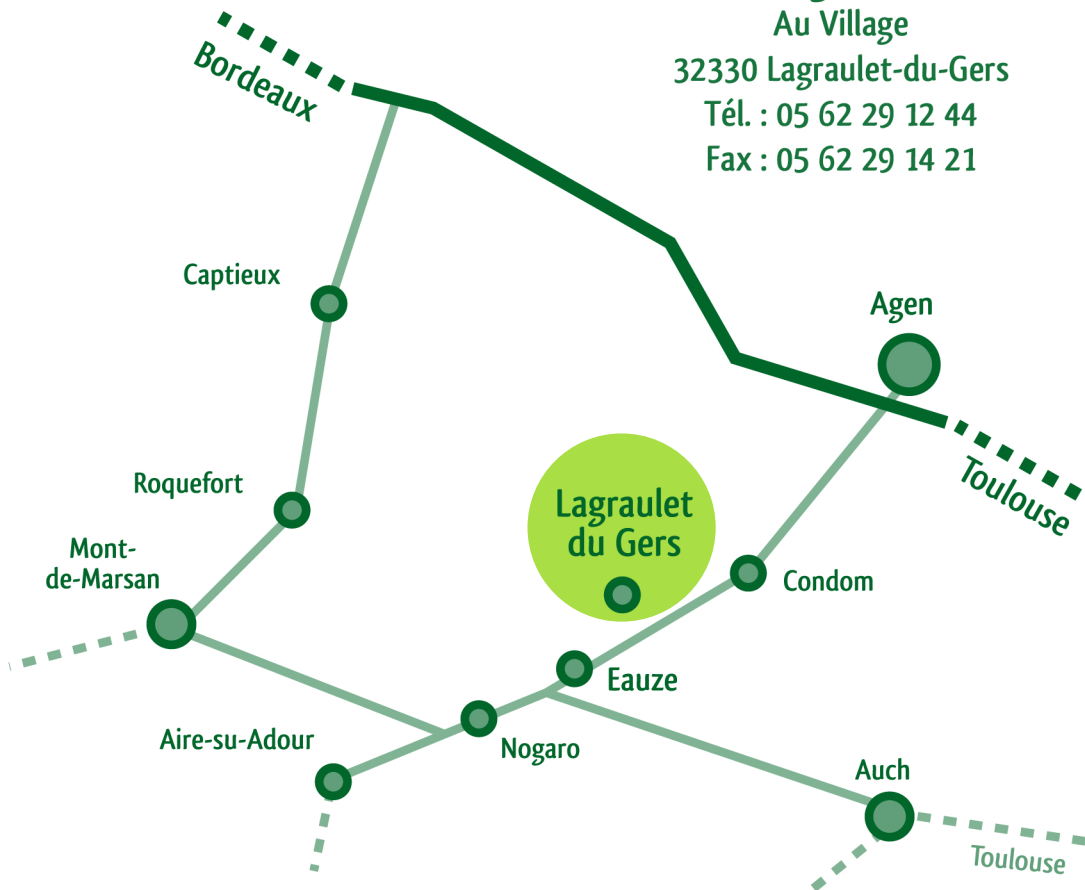 Au Village
32330 Lagraulet-du-Gers
Tél. : 05 62 29 12 44
Fax : 05 62 29 14 21
Bordeaux
Captieux
Agen
Roquefort
Toulouse
Lagraulet
du Gers
Mont-
de-Marsan
Condom
Eauze
Aire-su-Adour
Nogaro
Auch
Toulouse